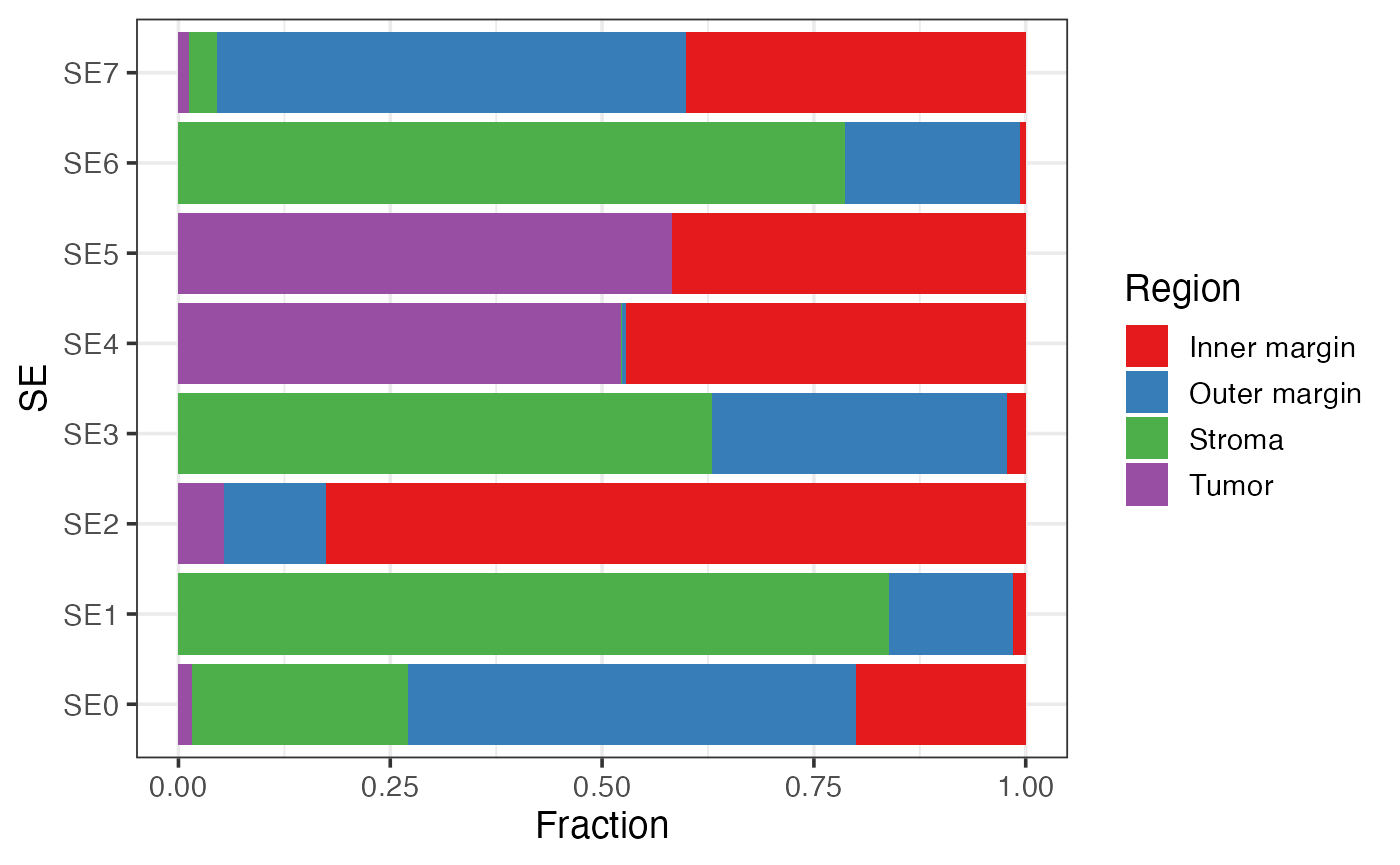 SE7
SE6
SE5
SE4
SE3
SE2
SE1
SE0
SE
0.00 0.25 0.50 0.75 1.00
Fraction
Region
Inner margin
Outer margin
Stroma
Tumor